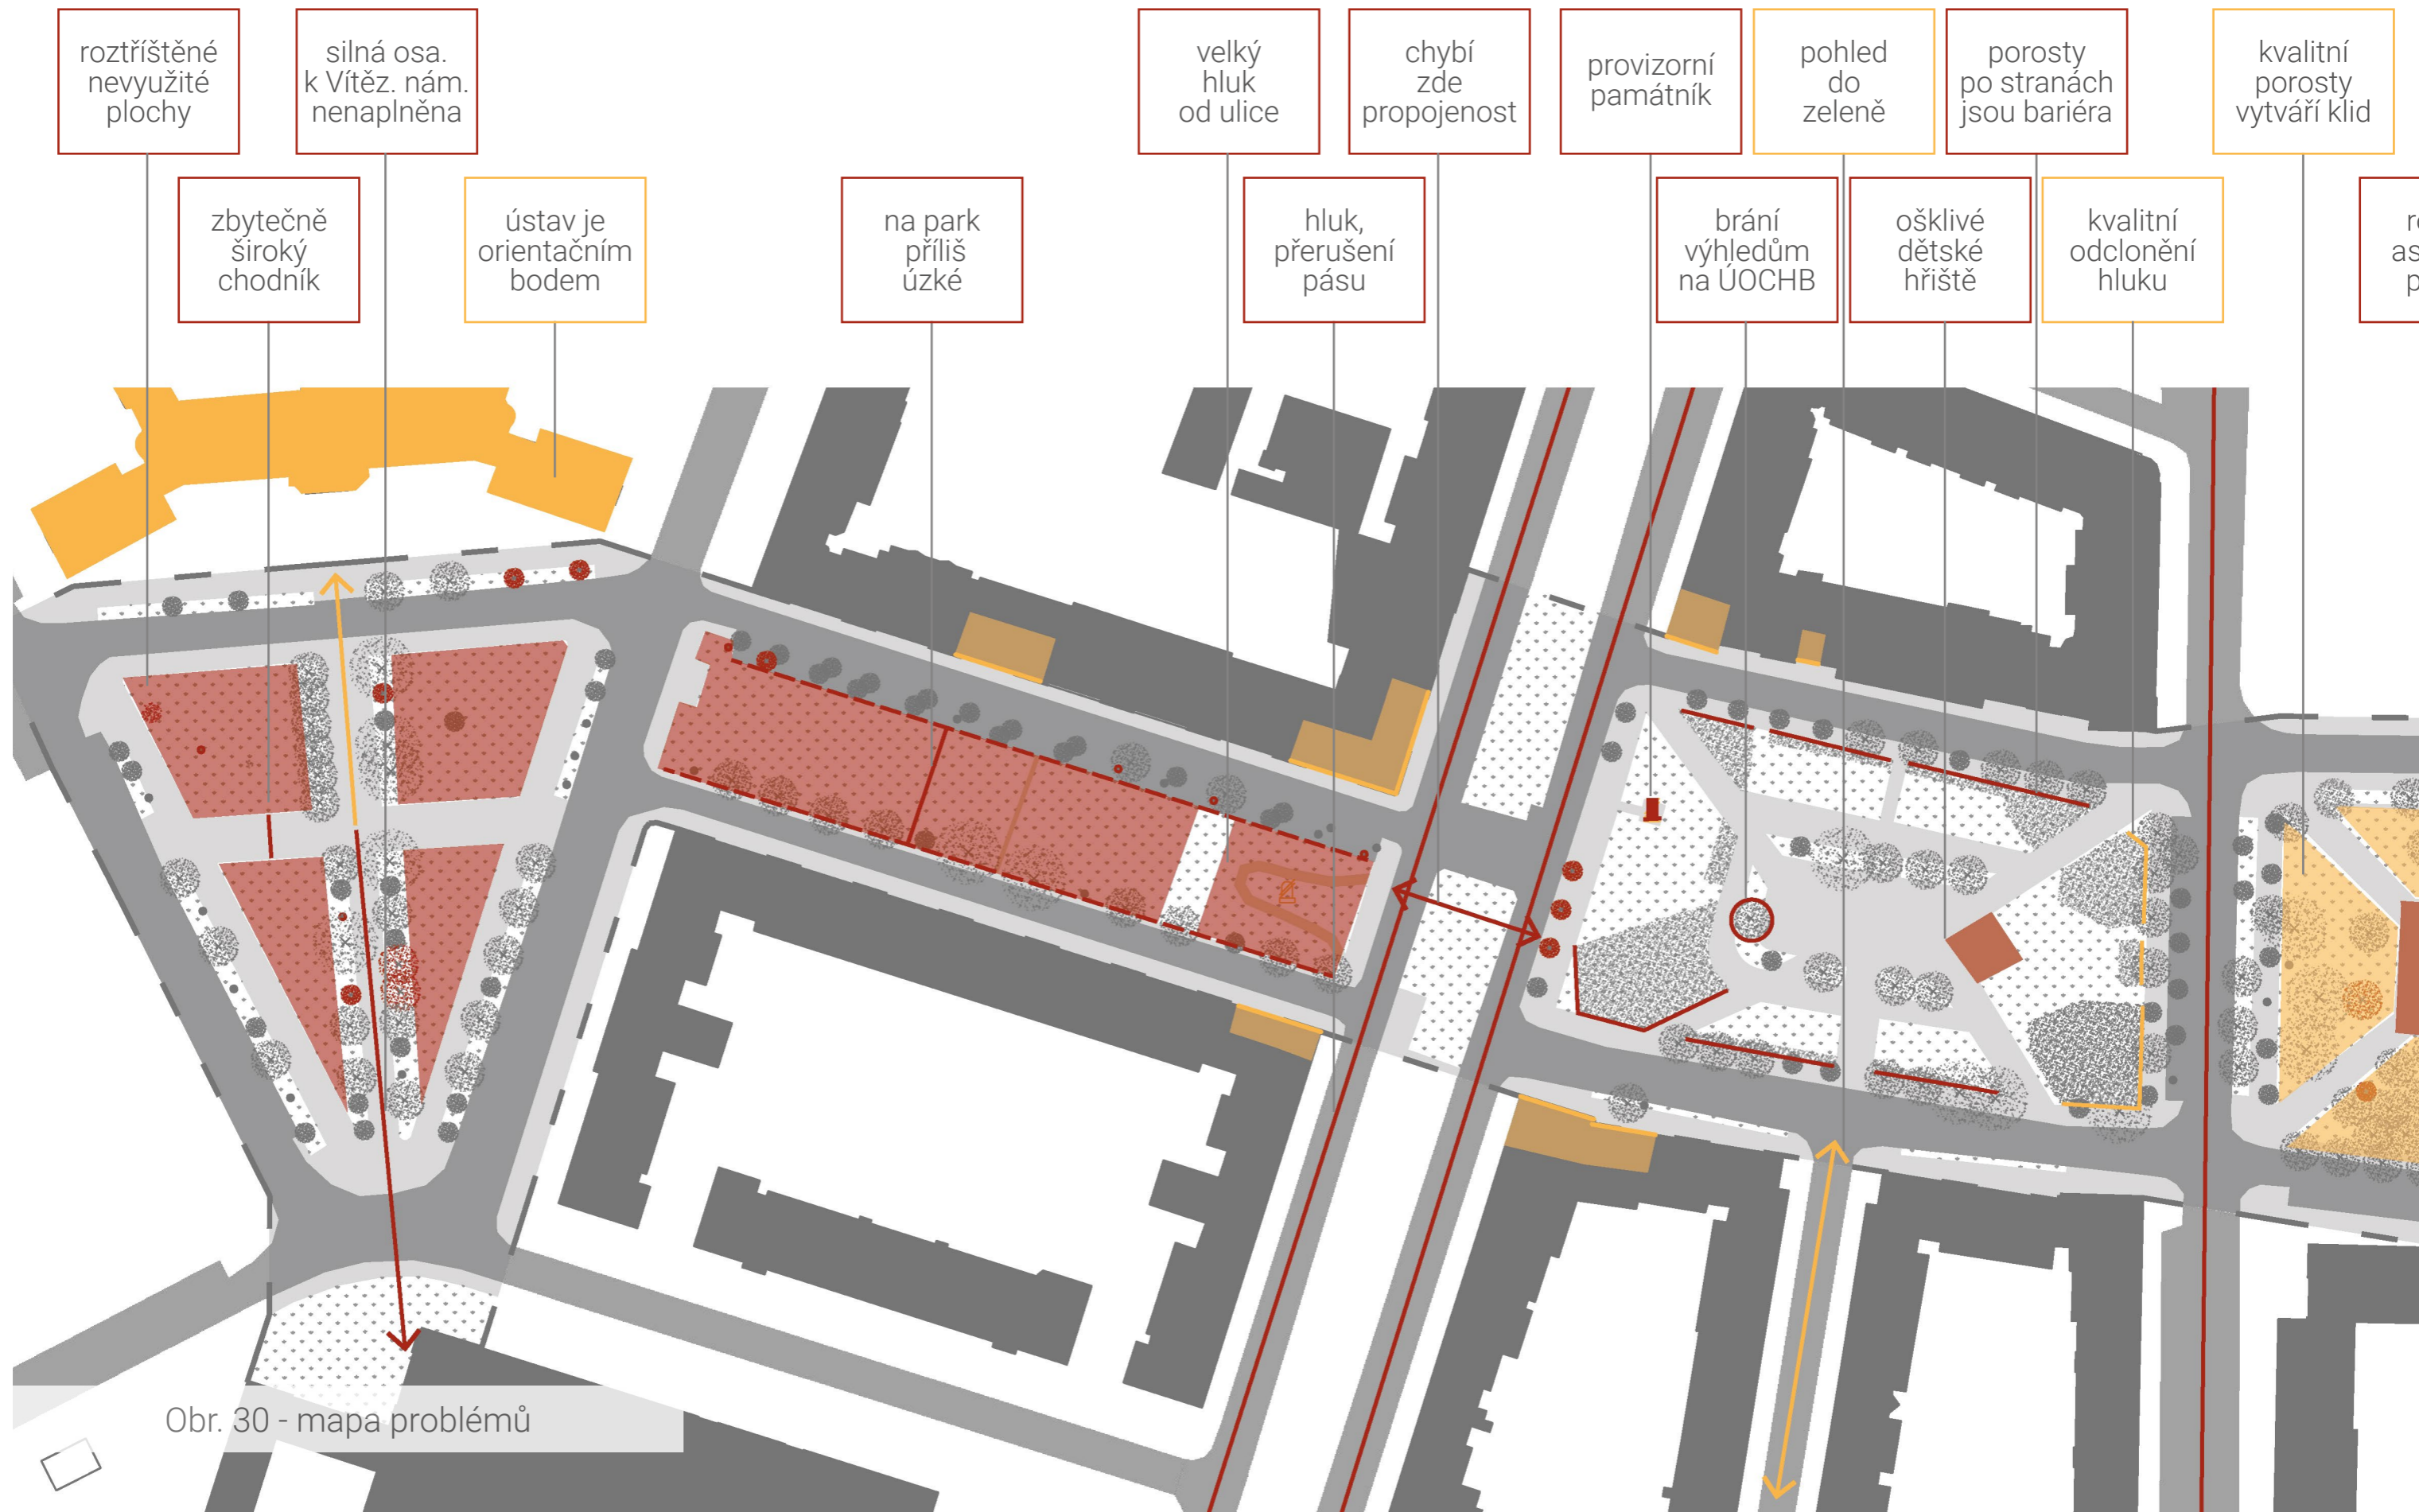 roztříštěné
nevyužité
plochy
silná osa.
k Vítěz. nám.
nenaplněna
velký
hluk
od ulice
chybí
zde
propojenost
provizorní
památník
pohled
do
zeleně
porosty
po stranách
jsou bariéra
kvalitní
porosty
vytváří klid
zbytečně
široký
chodník
ústav je
orientačním
bodem
na park
příliš
úzké
hluk,
přerušení
pásu
brání
výhledům
na ÚOCHB
ošklivé
dětské
hřiště
kvalitní
odclonění
hluku
Obr. 30 - mapa problémů